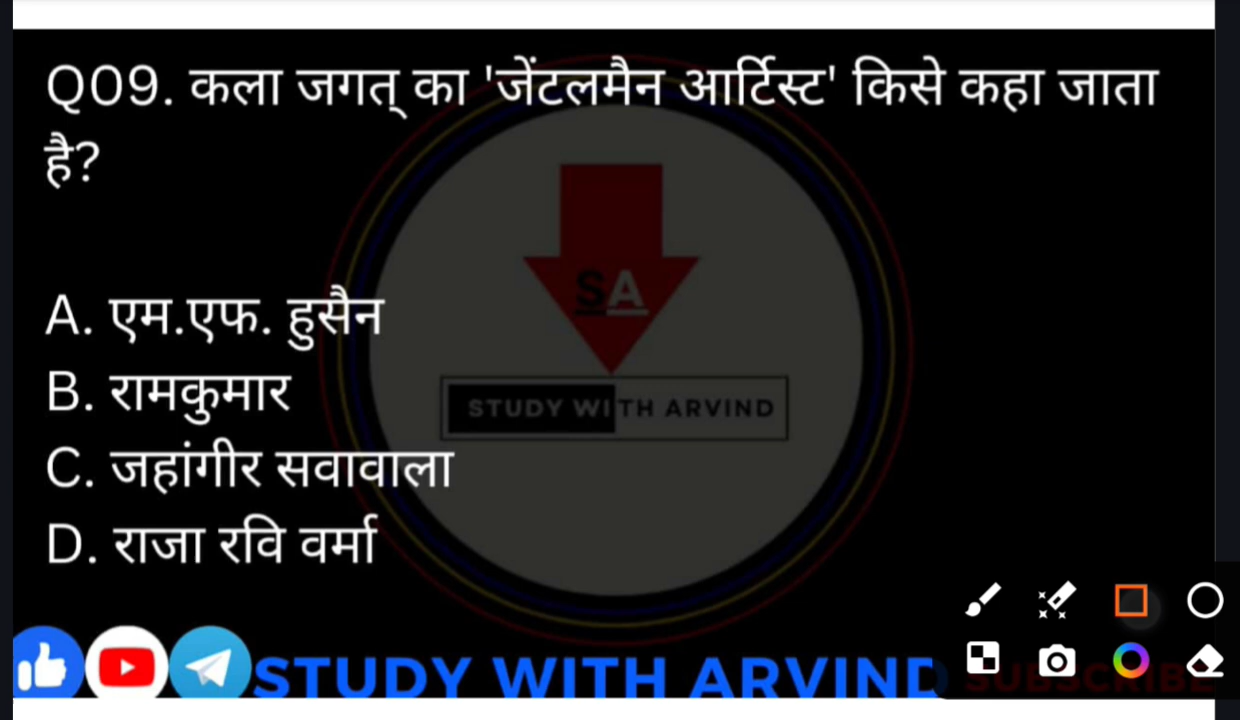 Q09. कला जगत् का 'जेंटलमैन आर्टिस्ट' किसे कहा जाता
है?
A. एम.एफ. हुसैन
B. रामकुमार
C. जहांगीर सवावाला
D. राजा रवि वर्मा
SA
STUDY WITH ARVIND
STUDY WITH ARVIND SUBSCRIBE